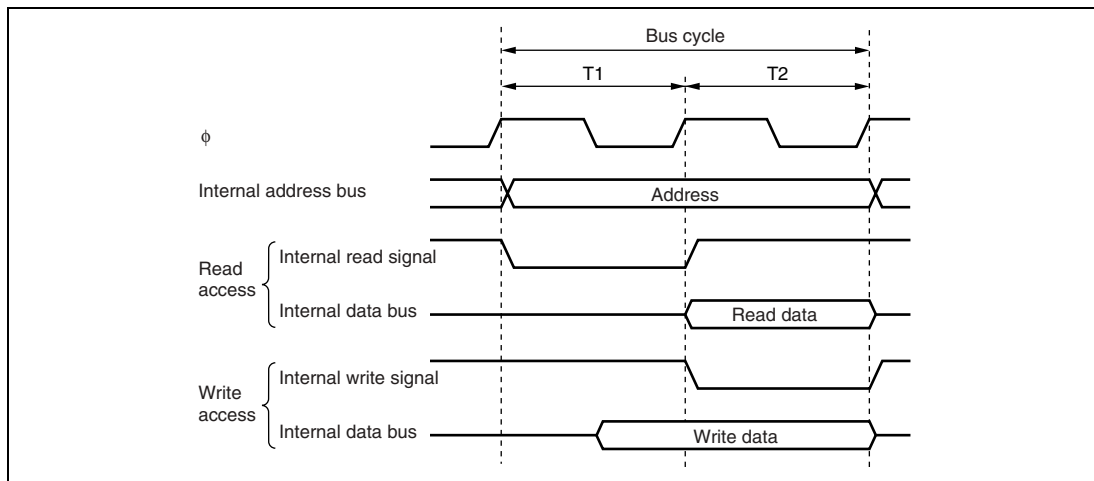 Bus cycle
T1
T2
ϕ
Internal address bus
Address
Read
access
Internal read signal
Internal data bus
Read data
Write
access
Internal write signal
Internal data bus
Write data